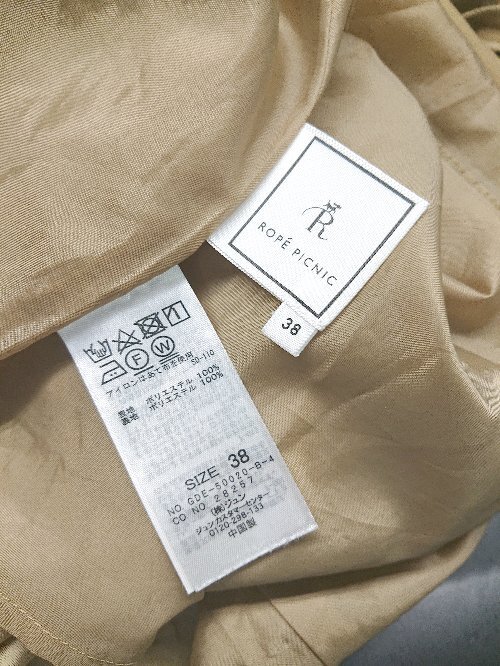 R
ROPÉ PICNIC
38
F W
アイロンはあて布を使用
SO-110
表地 ポリエステル 100%
裏地 ポリエステル 100%
SIZE 38
NO GDE-50020-B-4
CO NO 28257
(株)ジュン
ジュンカスタマーセンター
0120-298-133
中国製